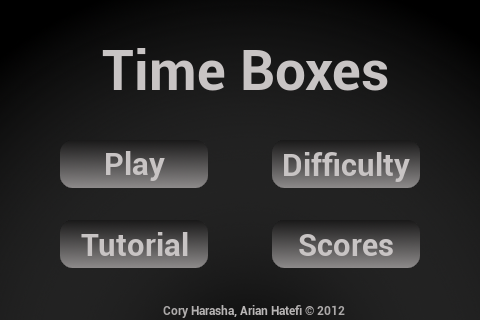 Time Boxes
Play
Difficulty
Tutorial
Scores
Cory Harasha, Arian Hatefi © 2012